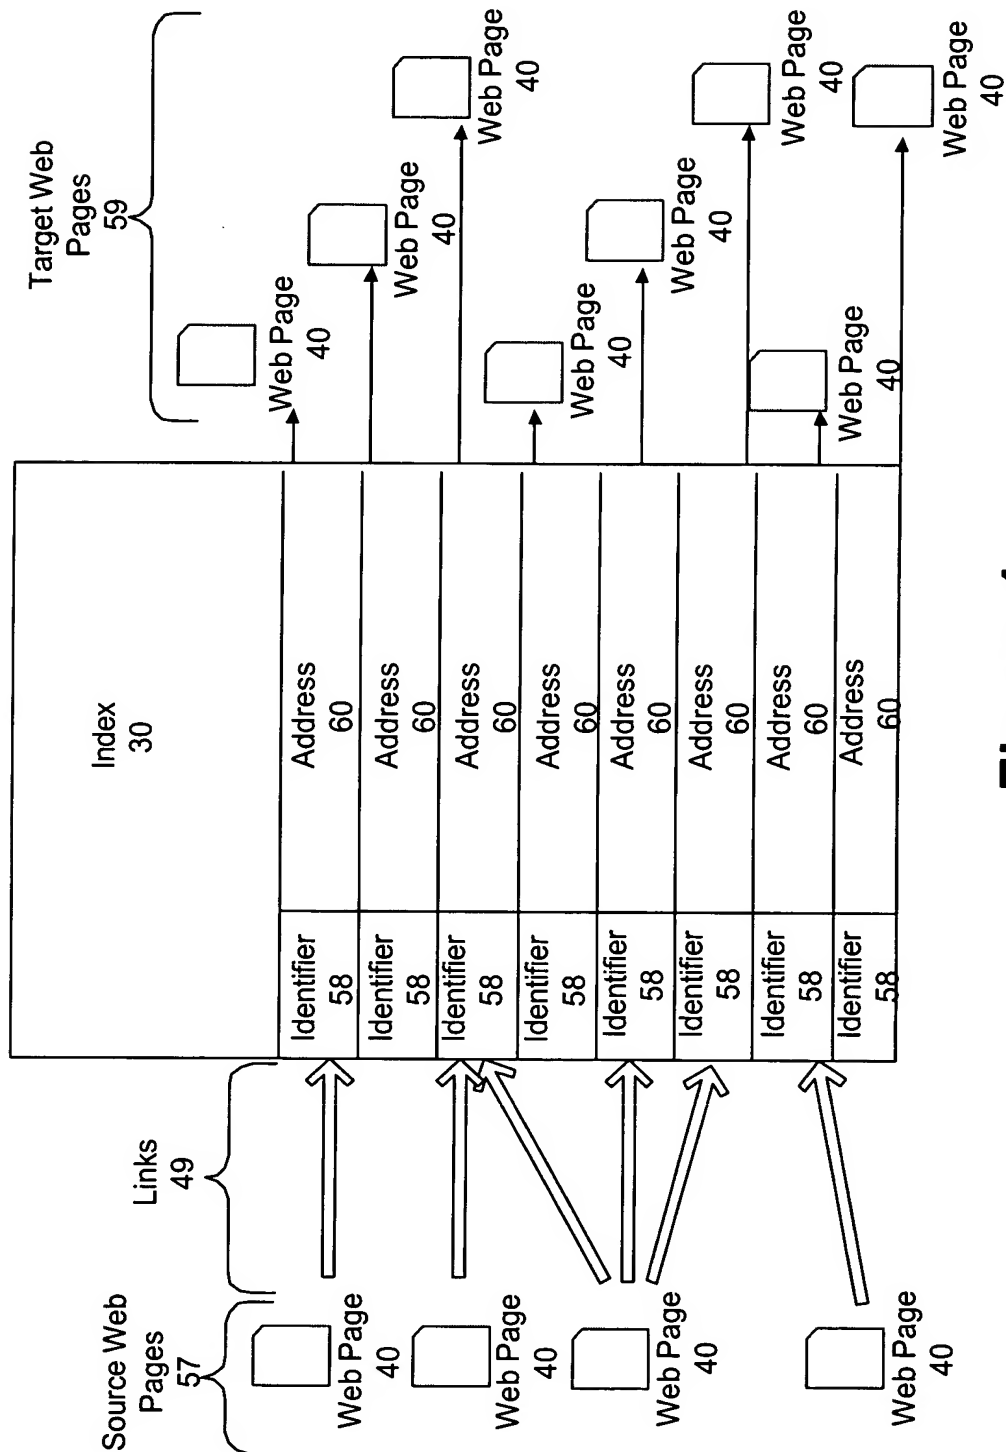 Source Web
Pages
57
Links
49
Index
30
Target Web
Pages
59
Web Page
40
Identifier
58
Address
60
Web Page
40
Identifier
58
Address
60
Web Page
40
Web Page
40
Identifier
58
Address
60
Web Page
40
Identifier
58
Address
60
Web Page
40
Web Page
40
Identifier
58
Address
60
Web Page
40
Identifier
58
Address
60
Web Page
40
Web Page
40
Identifier
58
Address
60
Web Page
40
Identifier
58
Address
60
Web Page
40